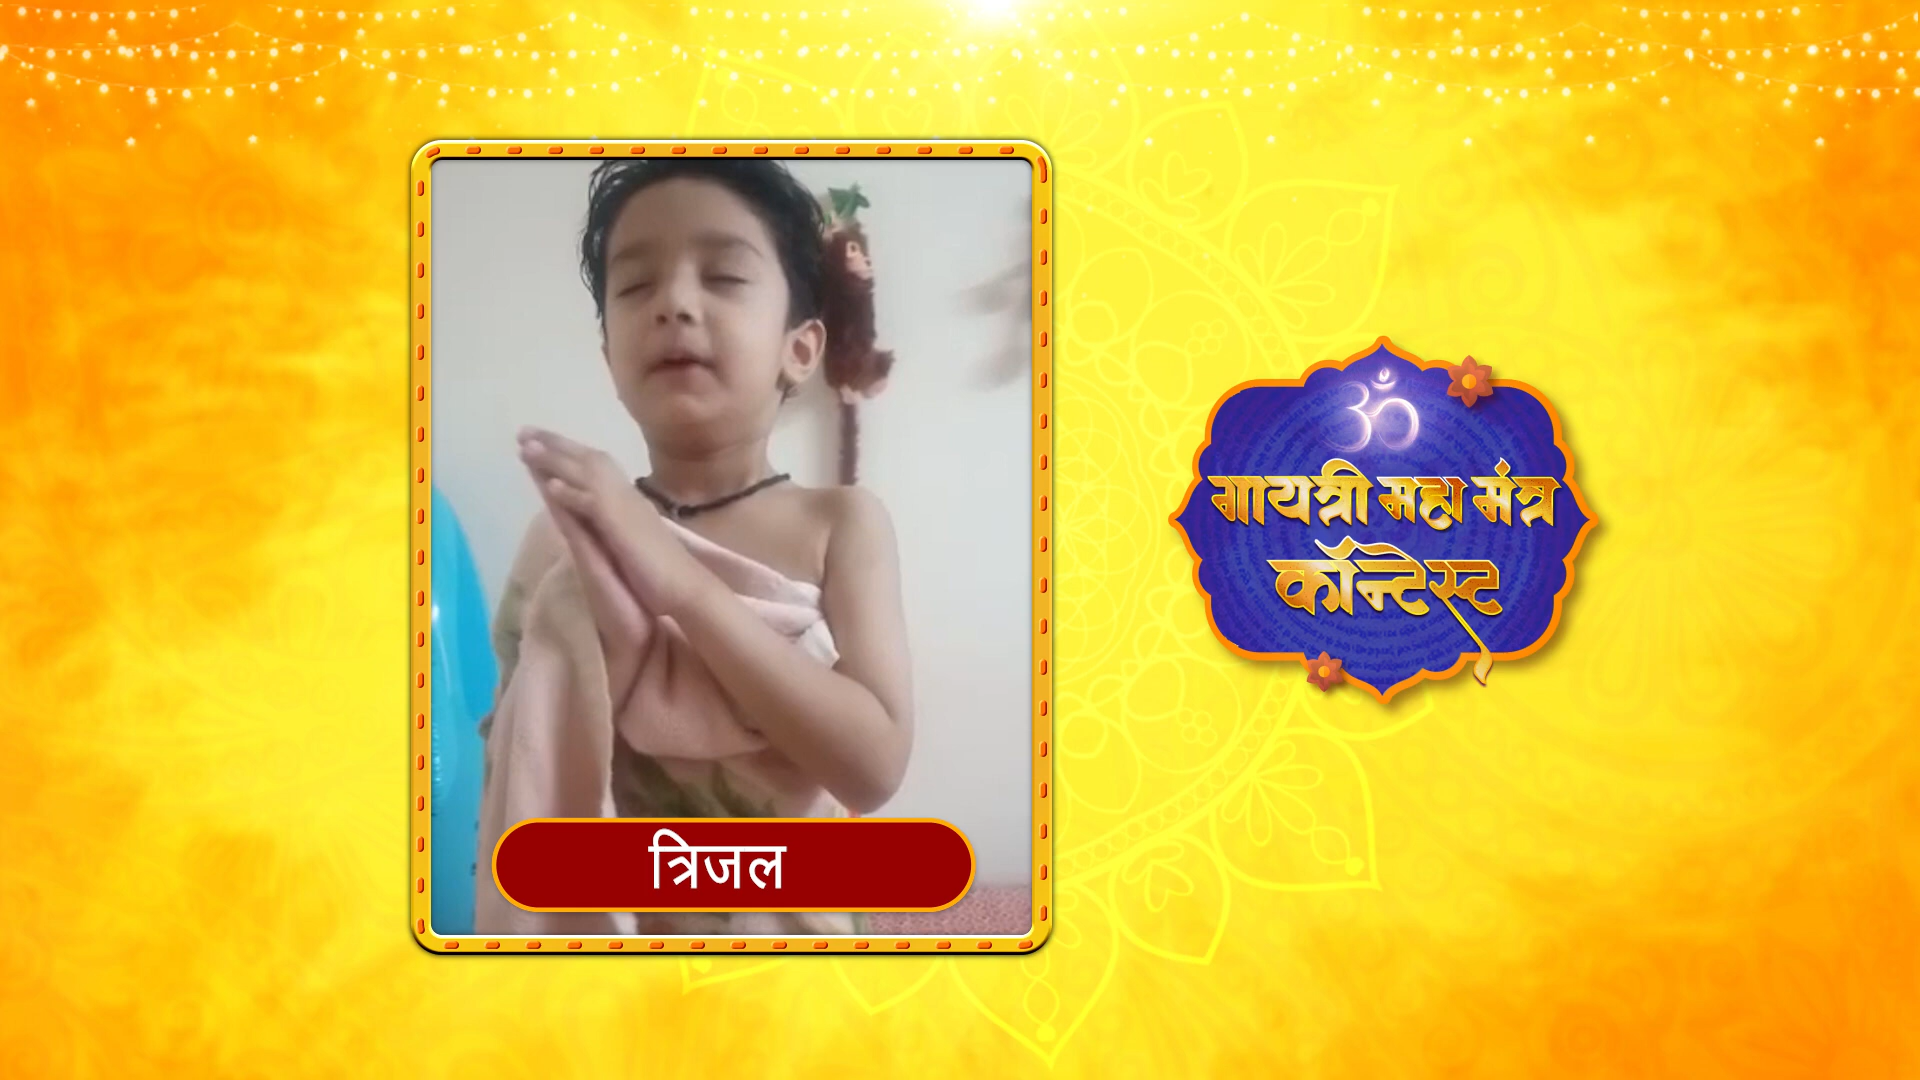 ॐ
गायत्री महा मंत्र
कॉन्टेस्ट
त्रिजल